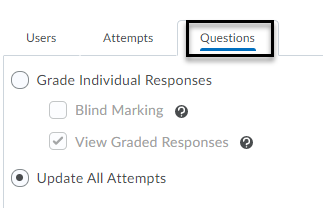 Users Attempts Questions
Grade Individual Responses
Blind Marking ?
View Graded Responses ?
Update All Attempts